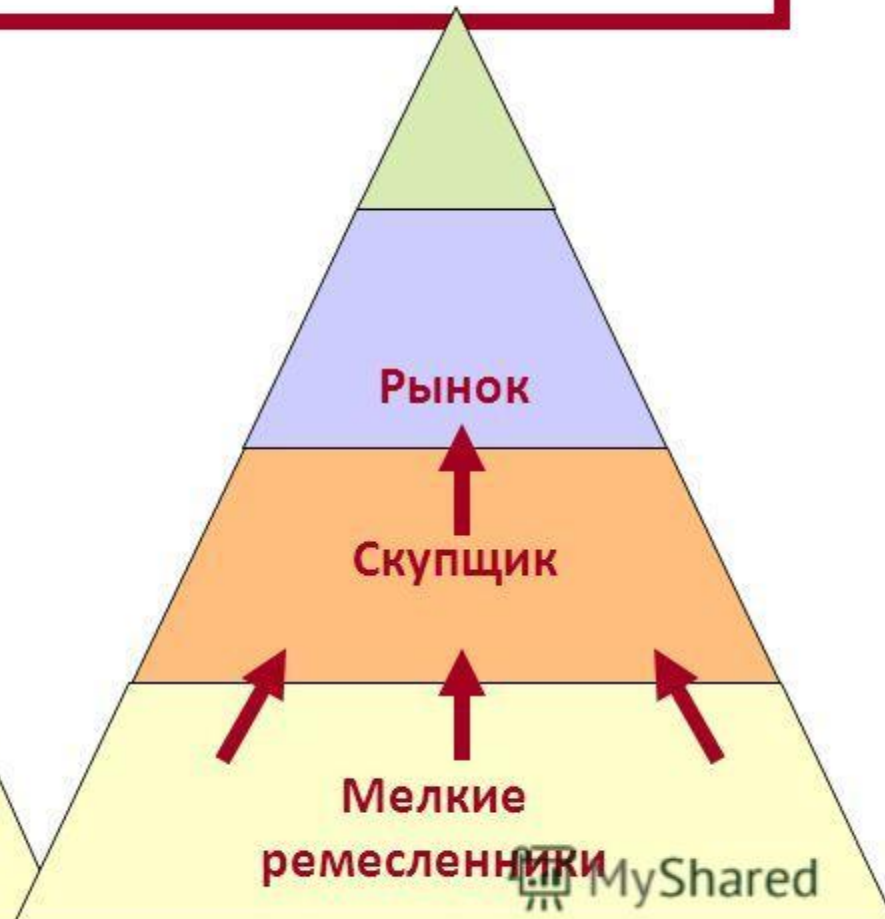 Рынок
Скупщик
Мелкие
ремесленники
MyShared